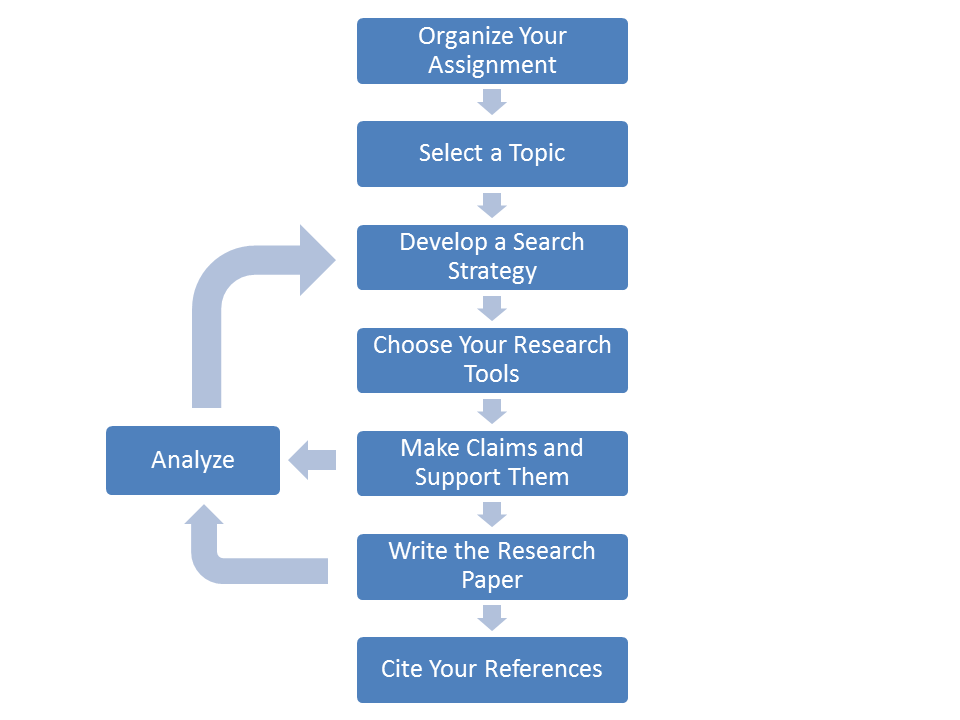 Organize Your
Assignment
Select a Topic
Develop a Search
Strategy
Choose Your Research
Tools
Analyze
Make Claims and
Support Them
Write the Research
Paper
Cite Your References